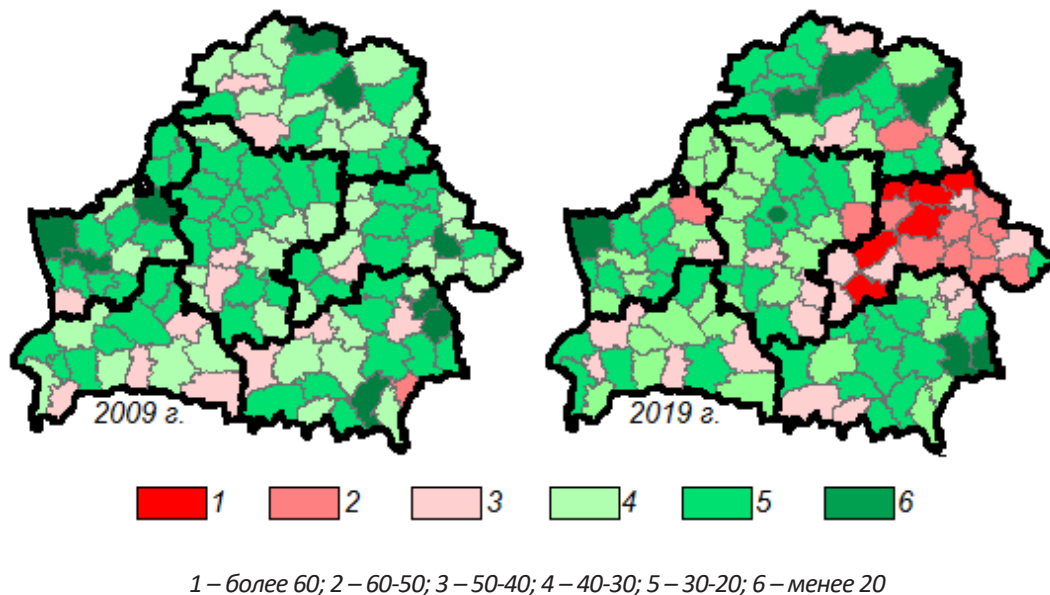 2009 г. 2019 г.
1 2 3 4 5 6
1 – более 60; 2 – 60-50; 3 – 50-40; 4 – 40-30; 5 – 30-20; 6 – менее 20